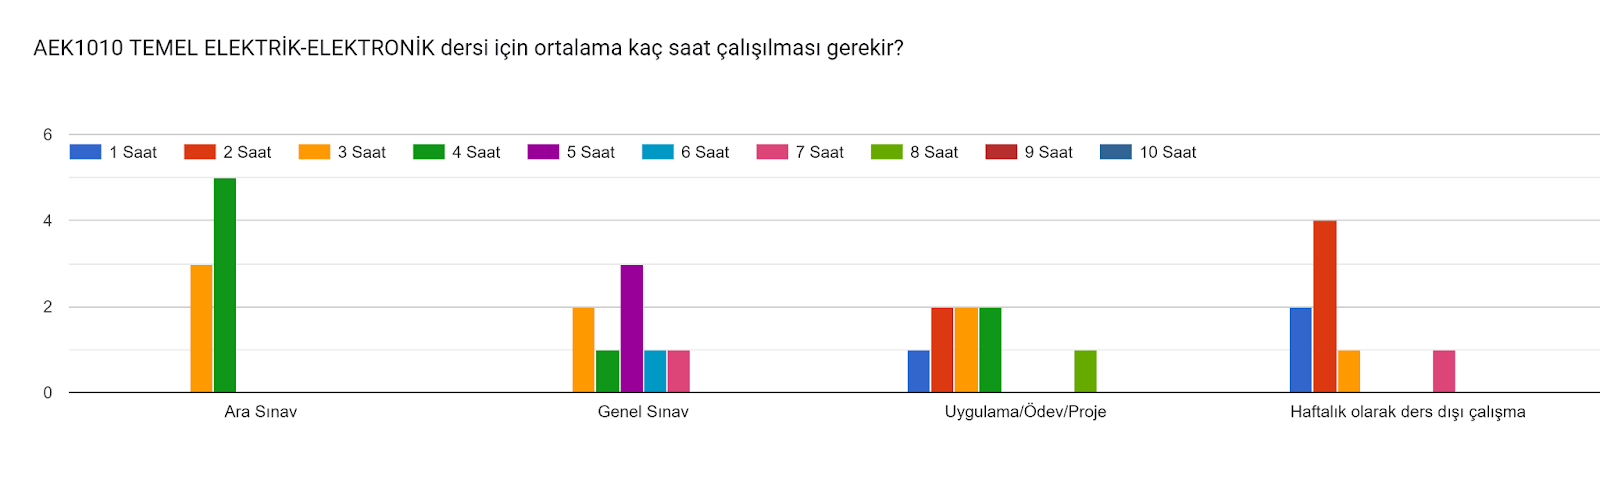 AEK1010 TEMEL ELEKTRİK-ELEKTRONİK dersi için ortalama kaç saat çalışılması gerekir?
6
1 Saat 2 Saat 3 Saat 4 Saat 5 Saat 6 Saat 7 Saat 8 Saat 9 Saat 10 Saat
4
2
0
Ara Sınav Genel Sınav Uygulama/Ödev/Proje Haftalık olarak ders dışı çalışma